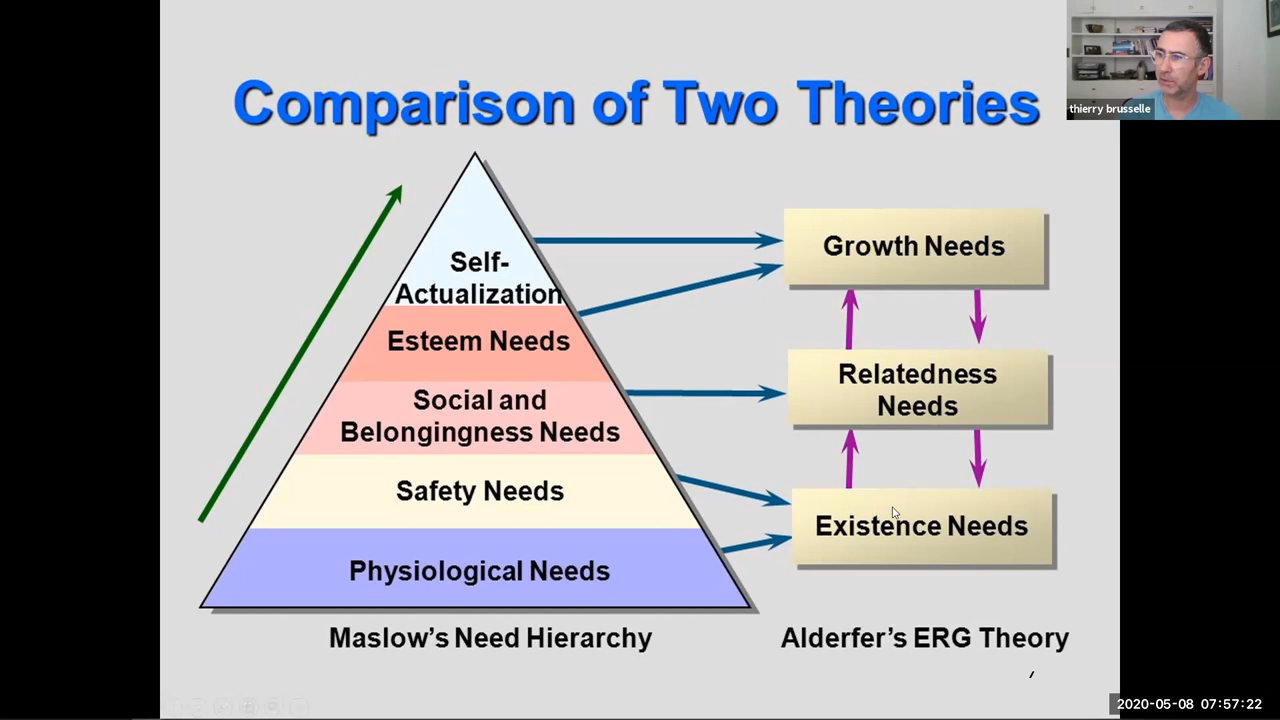 Comparison of Two Theories
thierry brusselle
Self-
Actualization
Esteem Needs
Social and
Belongingness Needs
Safety Needs
Physiological Needs
Growth Needs
Relatedness
Needs
Existence Needs
Maslow’s Need Hierarchy
Alderfer’s ERG Theory
2020-05-08 07:57:22